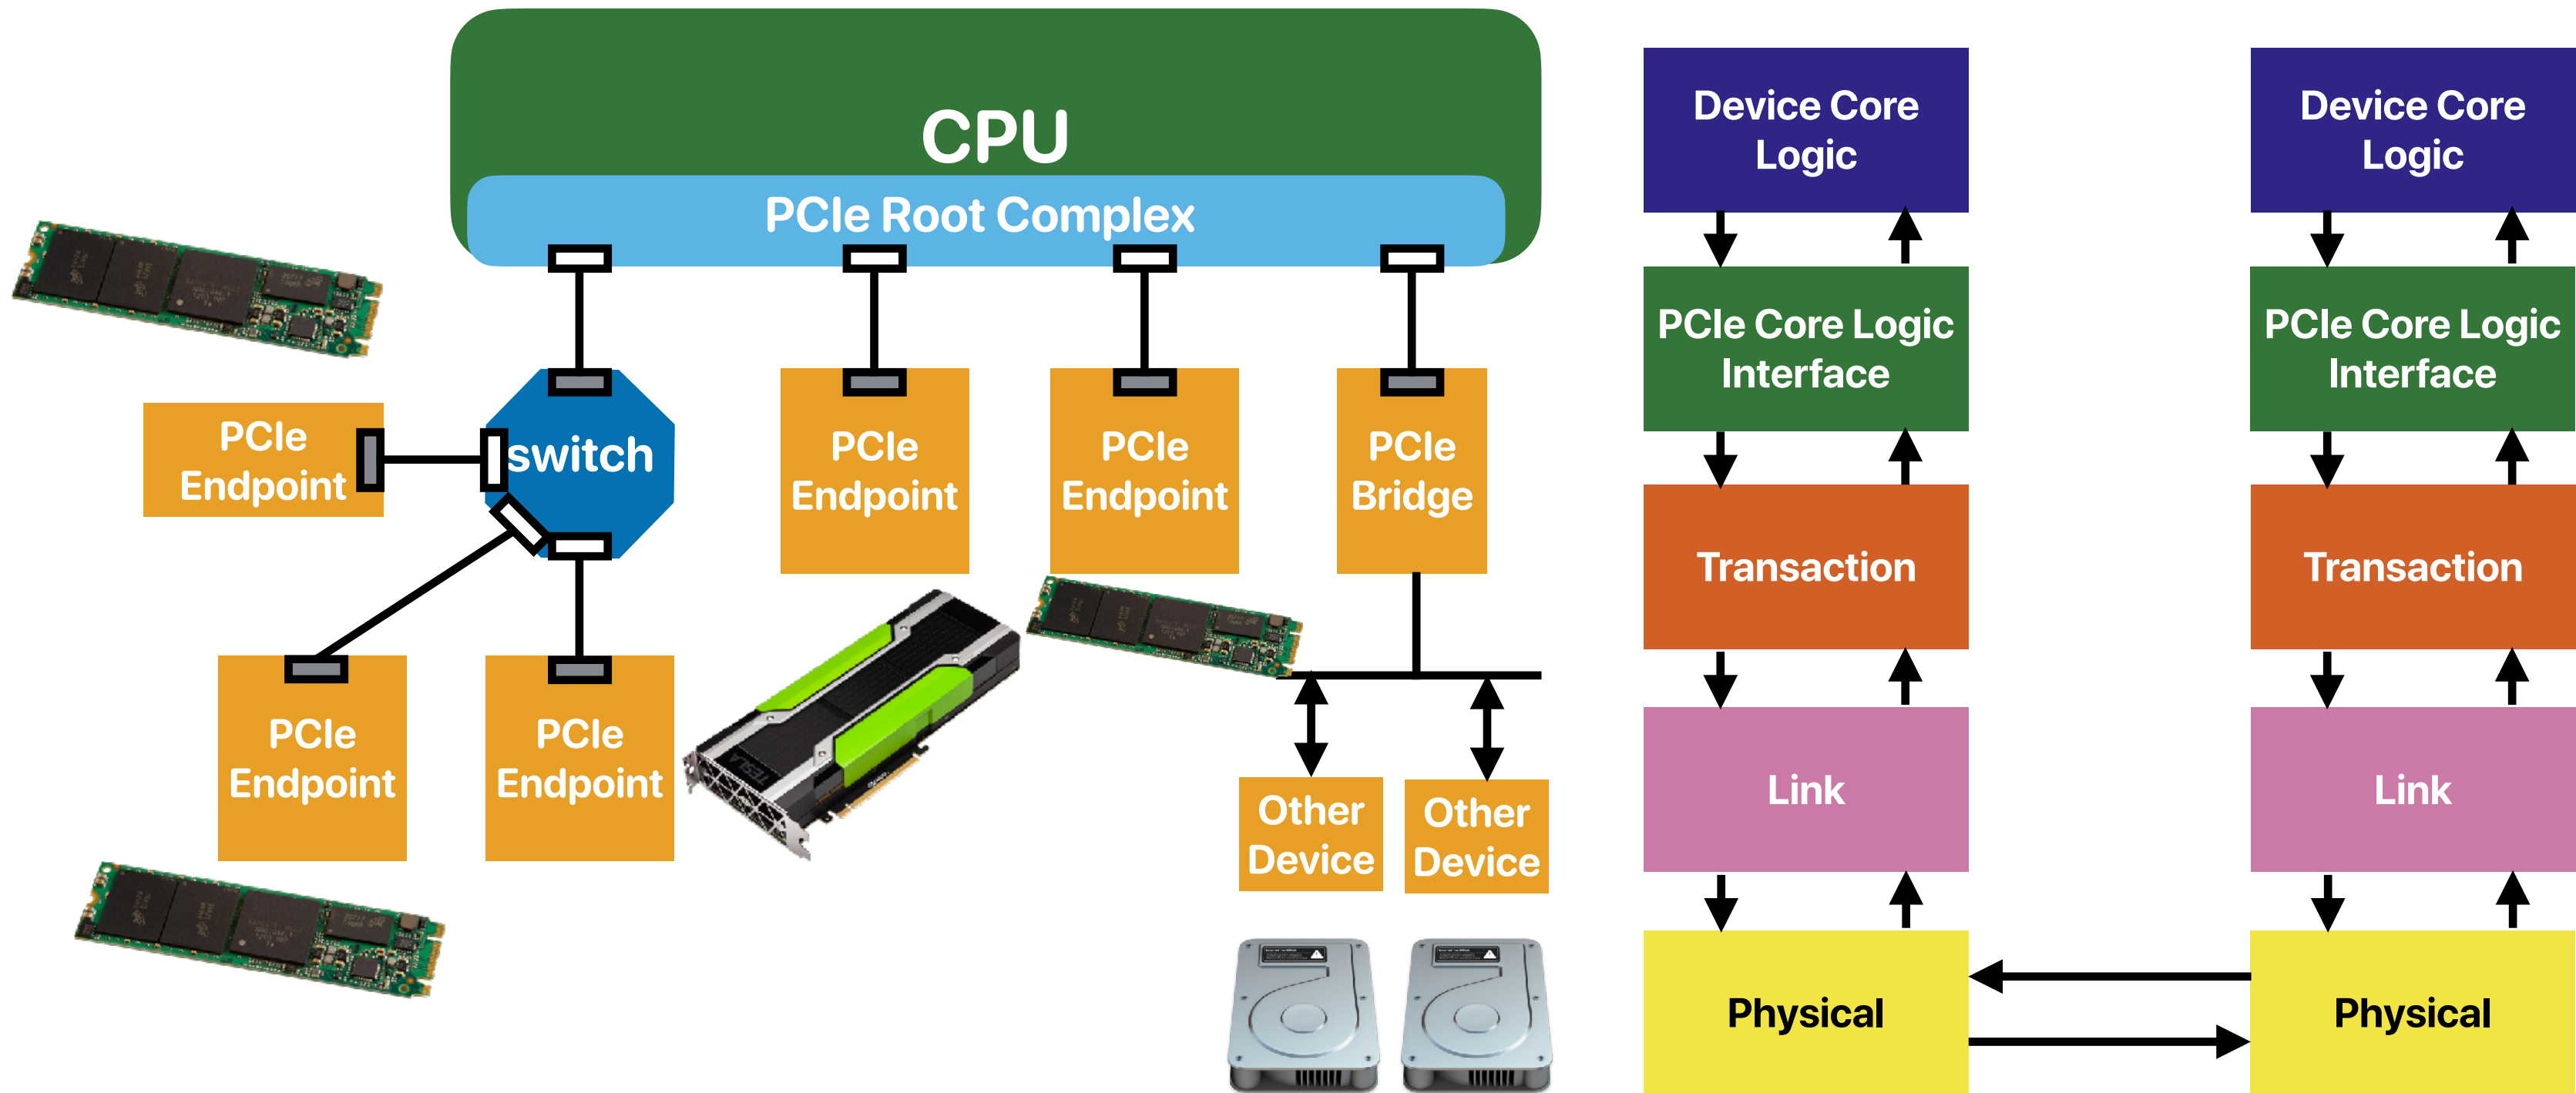 CPU
PCIe Root Complex
switch
PCIe
Endpoint
PCIe
Endpoint
PCIe
Endpoint
PCIe
Bridge
PCIe
Endpoint
PCIe
Endpoint
TESLA
Other
Device
Other
Device
Device Core
Logic
PCIe Core Logic
Interface
Transaction
Link
Physical
Device Core
Logic
PCIe Core Logic
Interface
Transaction
Link
Physical